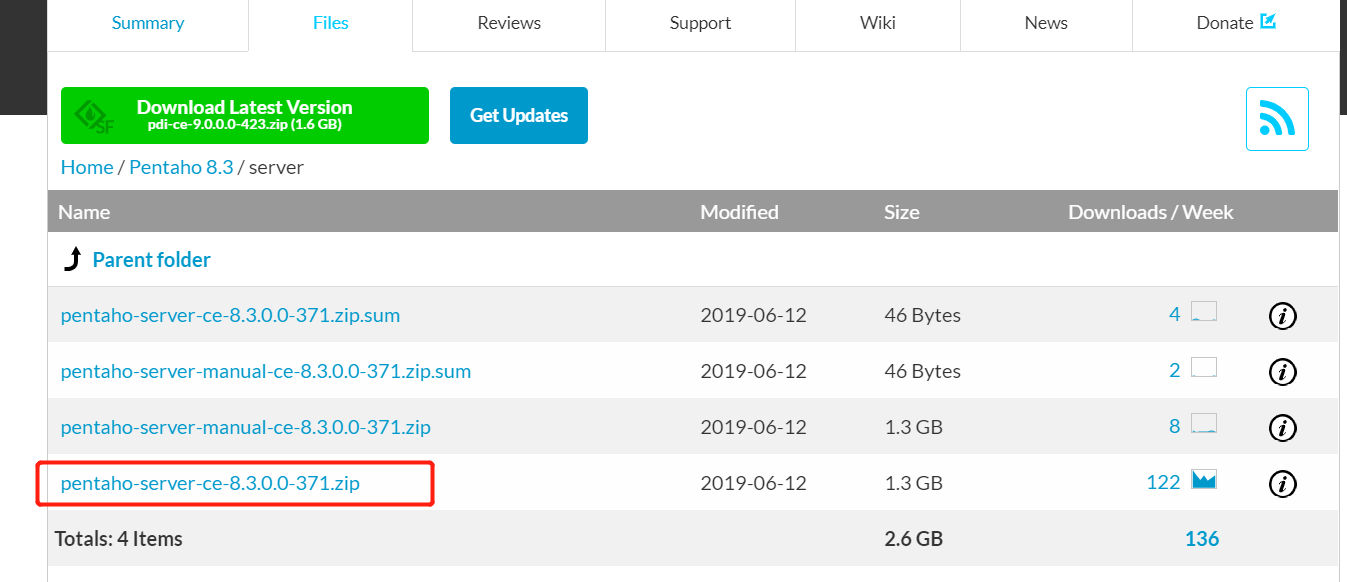 Summary Files Reviews Support Wiki News Donate
Download Latest Version
SF
pdi-ce-9.0.0.0-423.zip (1.6 GB)
Get Updates
Home / Pentaho 8.3 / server
Name Modified Size Downloads / Week
Parent folder
pentaho-server-ce-8.3.0.0-371.zip.sum 2019-06-12 46 Bytes 4 i
pentaho-server-manual-ce-8.3.0.0-371.zip.sum 2019-06-12 46 Bytes 2 i
pentaho-server-manual-ce-8.3.0.0-371.zip 2019-06-12 1.3 GB 8 i
pentaho-server-ce-8.3.0.0-371.zip 2019-06-12 1.3 GB 122 i
Totals: 4 Items 2.6 GB 136